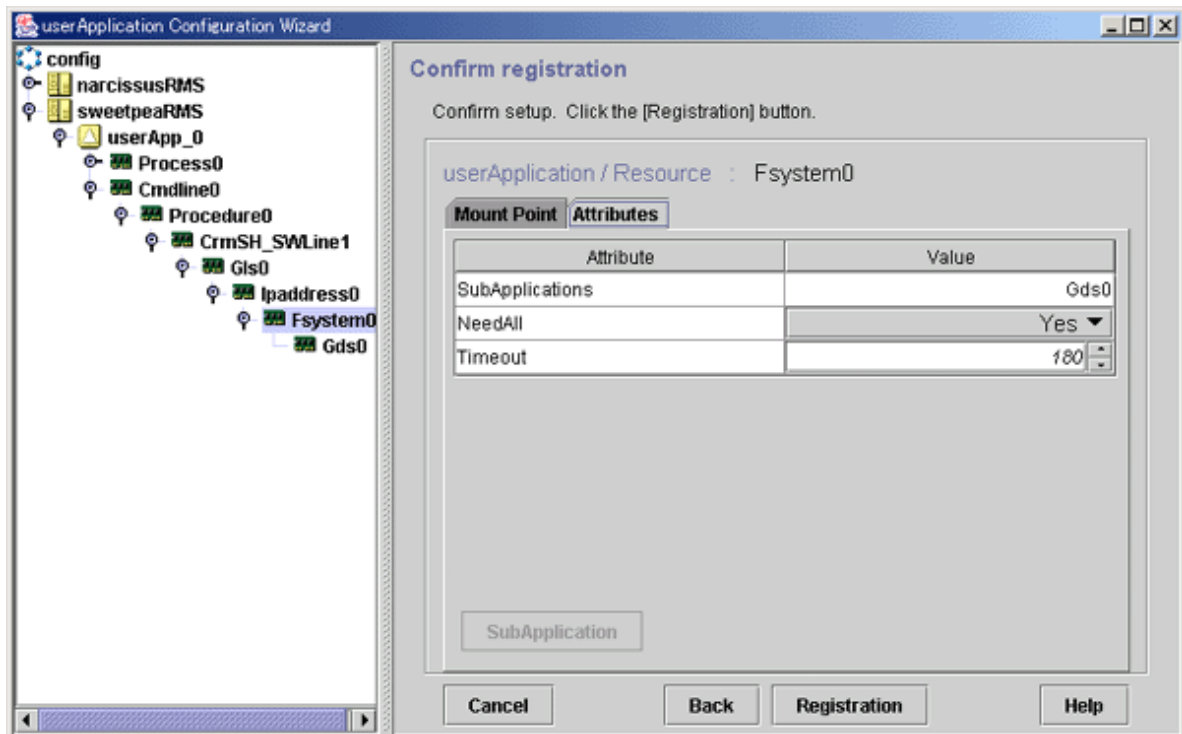 userApplication Configuration Wizard
config
narcissusRMS
sweetpeaRMS
userApp_0
Process0
Cmdline0
Procedure0
CrmSH_SWLine1
Gls0
Ipaddress0
Fsystem0
Gds0
Confirm registration
Confirm setup. Click the [Registration] button.
userApplication / Resource : Fsystem0
Mount Point Attributes
Attribute Value
SubApplications Gds0
NeedAll Yes
Timeout 180
SubApplication
Cancel Back Registration Help